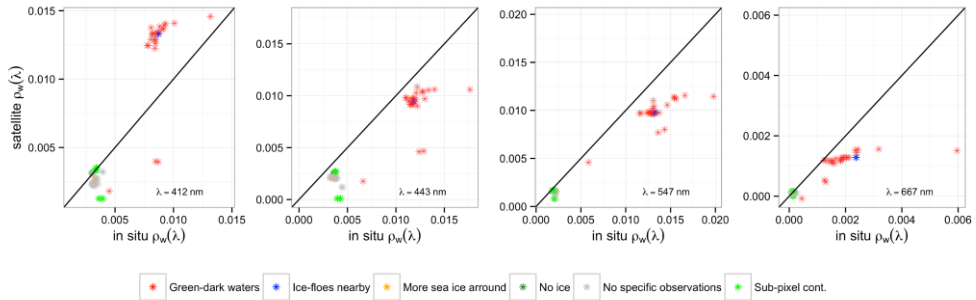 0.015
0.010
0.005
0.005 0.010 0.015
satellite ρw(λ)
in situ ρw(λ)
λ = 412 nm
0.015
0.010
0.005
0.000
0.000 0.005 0.010 0.015
in situ ρw(λ)
λ = 443 nm
0.020
0.015
0.010
0.005
0.000
0.000 0.005 0.010 0.015 0.020
in situ ρw(λ)
λ = 547 nm
0.006
0.004
0.002
0.000
0.000 0.002 0.004 0.006
in situ ρw(λ)
λ = 667 nm
Green-dark waters Ice-floes nearby More sea ice arround No ice No specific observations Sub-pixel cont.